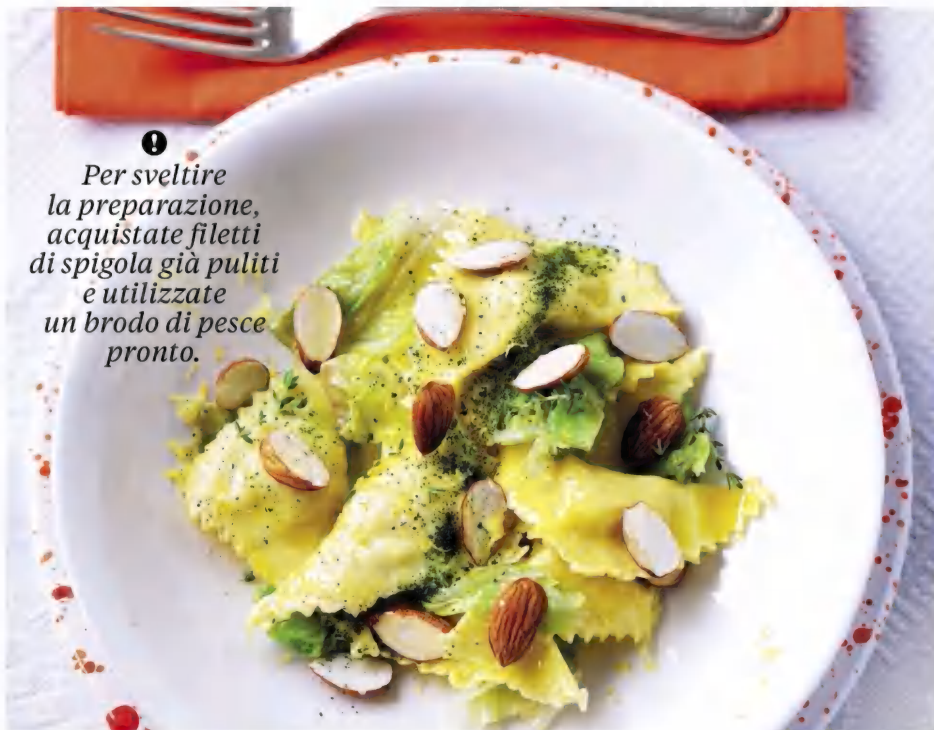 !
Per sveltire
la preparazione,
acquistate filetti
di spigola già puliti
e utilizzate
un brodo di pesce
pronto.